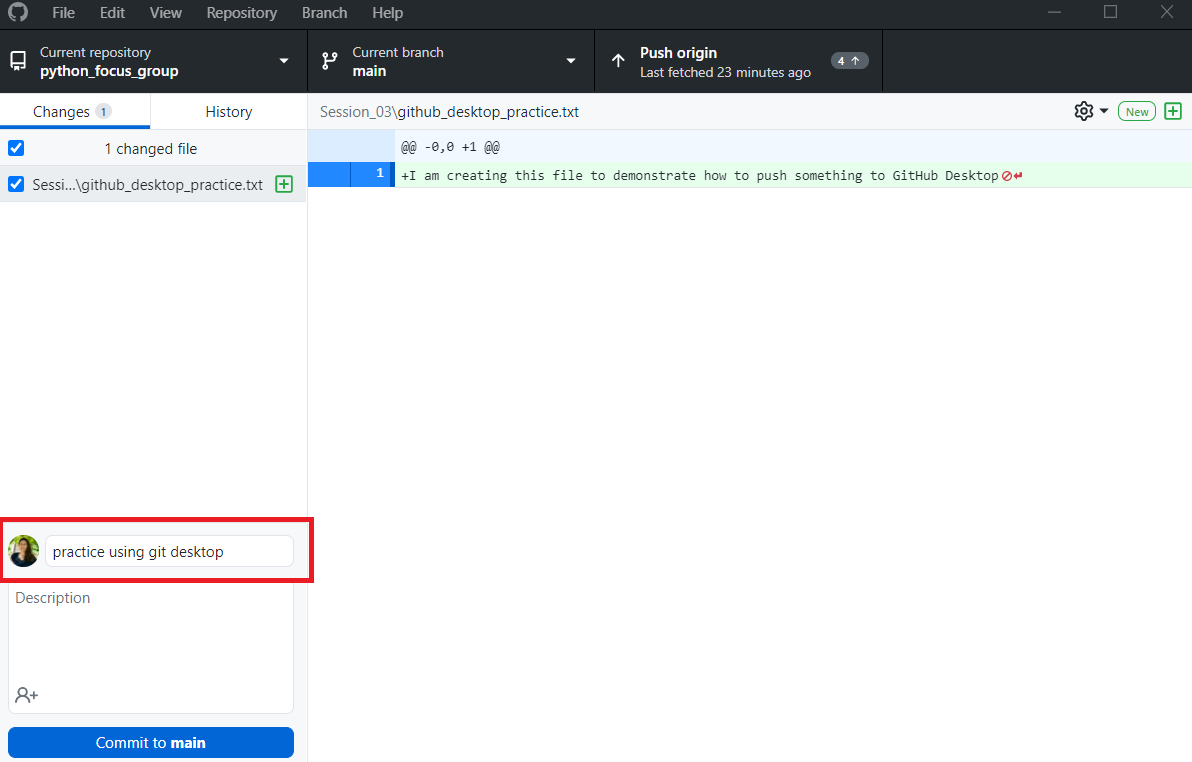 File Edit View Repository Branch Help
Current repository
python_focus_group
Current branch
main
Push origin
Last fetched 23 minutes ago
4
Changes 1
History
Session_03\github_desktop_practice.txt
New
1 changed file
@@ -0,0 +1 @@
Sessi...\github_desktop_practice.txt
1 +I am creating this file to demonstrate how to push something to GitHub Desktop
practice using git desktop
Description
Commit to main